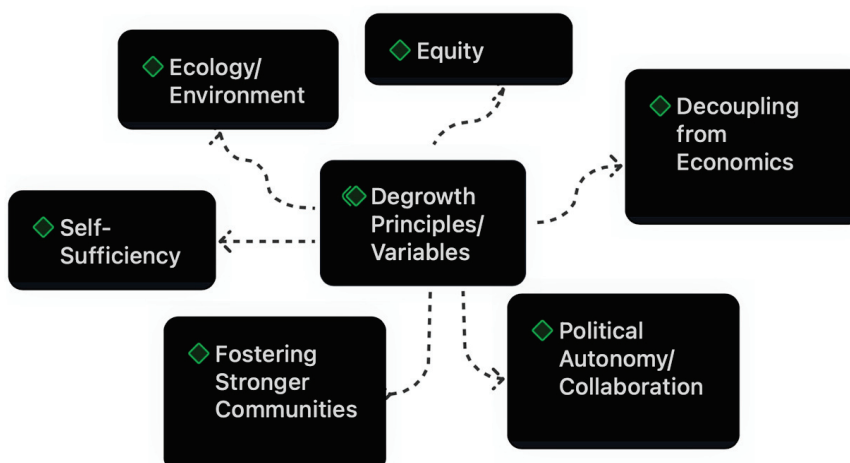 Ecology/
Environment
Equity
Decoupling
from
Economics
Degrowth
Principles/
Variables
Self-
Sufficiency
Fostering
Stronger
Communities
Political
Autonomy/
Collaboration